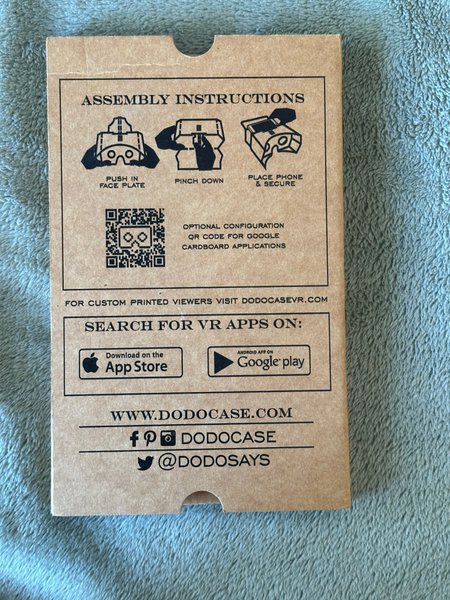 ASSEMBLY INSTRUCTIONS
PUSH IN
FACE PLATE
PINCH DOWN
PLACE PHONE
& SECURE
OPTIONAL CONFIGURATION
QR CODE FOR GOOGLE
CARDBOARD APPLICATIONS
FOR CUSTOM PRINTED VIEWERS VISIT DODOCASEVR.COM
SEARCH FOR VR APPS ON:
Download on the
App Store
ANDROID APP ON
Google play
WWW.DODOCASE.COM
DODOCASE
@DODOSAYS